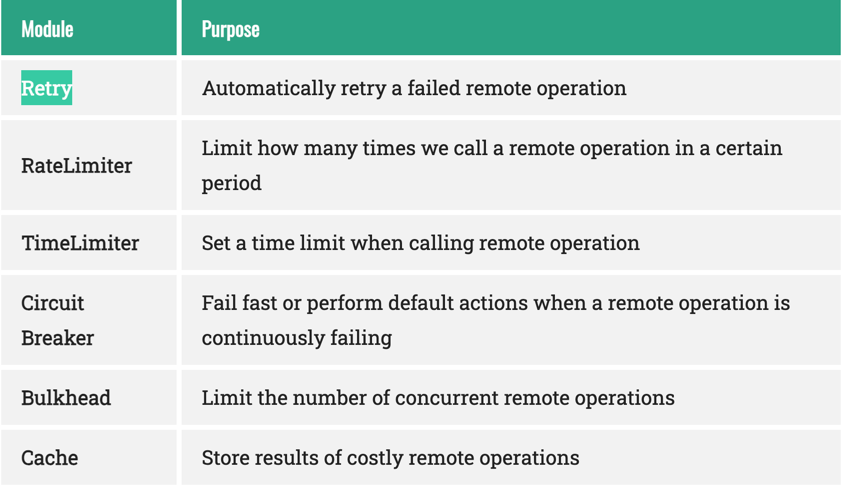 Module Purpose
Retry Automatically retry a failed remote operation
RateLimiter Limit how many times we call a remote operation in a certain
period
TimeLimiter Set a time limit when calling remote operation
Circuit Fail fast or perform default actions when a remote operation is
Breaker continuously failing
Bulkhead Limit the number of concurrent remote operations
Cache Store results of costly remote operations